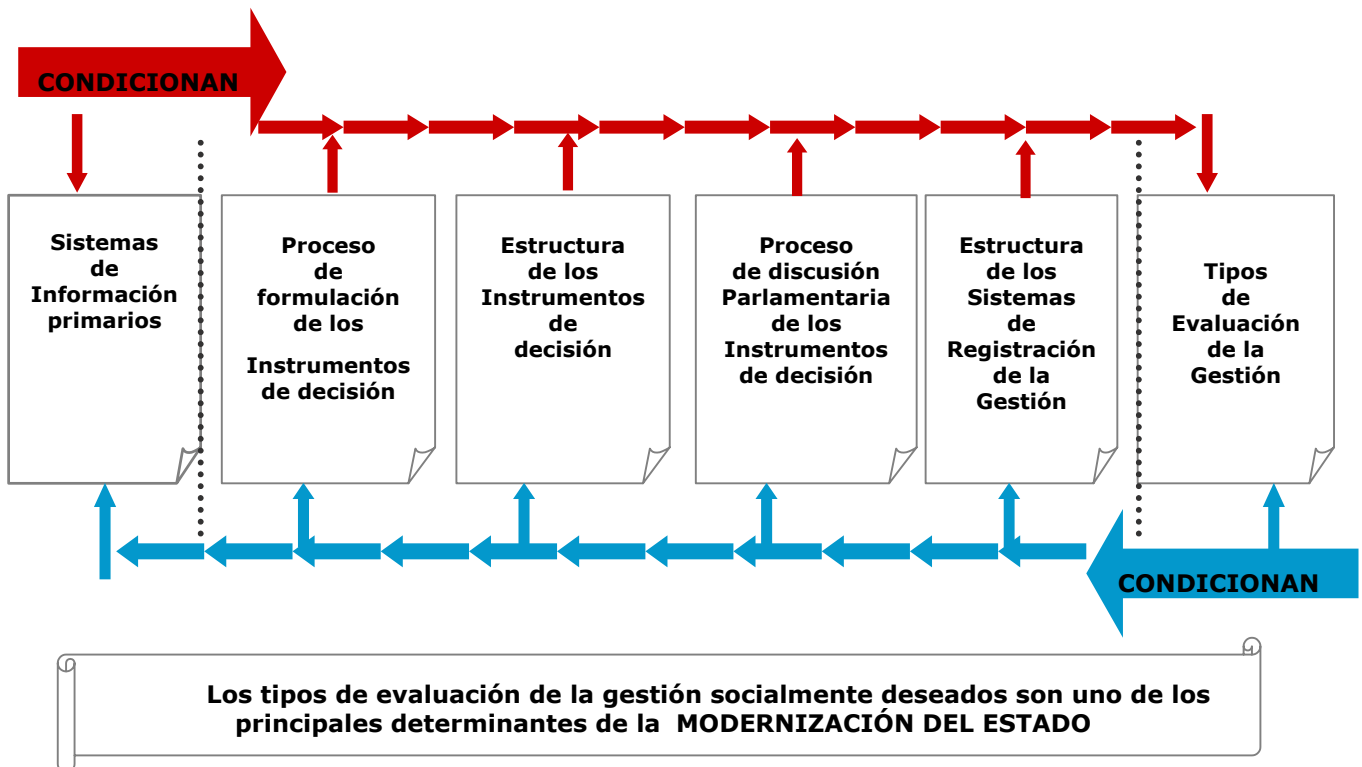 CONDICIONAN
Sistemas
de
Información
primarios
Proceso
de
formulación
de los
Instrumentos
de decisión
Estructura
de los
Instrumentos
de
decisión
Proceso
de discusión
Parlamentaria
de los
Instrumentos
de decisión
Estructura
de los
Sistemas
de
Registración
de la
Gestión
Tipos
de
Evaluación
de la
Gestión
CONDICIONAN
Los tipos de evaluación de la gestión socialmente deseados son uno de los
principales determinantes de la MODERNIZACIÓN DEL ESTADO